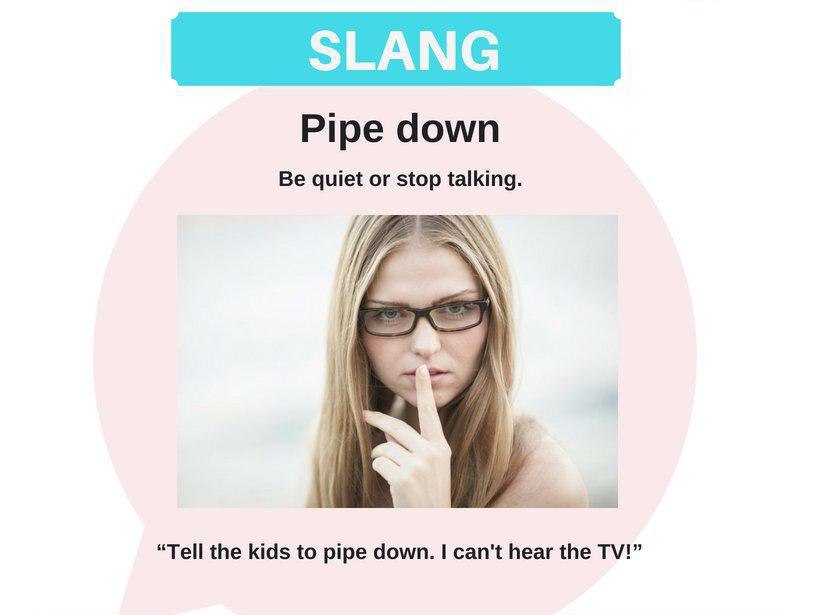 SLANG
Pipe down
Be quiet or stop talking.
“Tell the kids to pipe down. I can't hear the TV!”